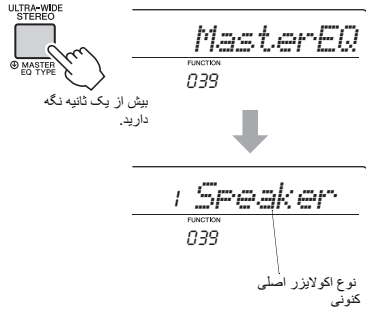 ULTRA-WIDE
STEREO
MASTER
EQ TYPE
MasterEQ
FUNCTION
039
بیش از یک ثانیه نگه
دارید.
1 Speaker
FUNCTION
039
نوع اکولایزر اصلی
کنونی